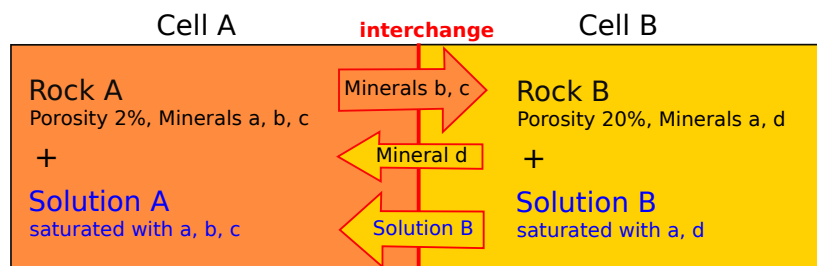 Cell A
interchange
Cell B
Rock A
Porosity 2%, Minerals a, b, c
+
Solution A
saturated with a, b, c
Minerals b, c
Mineral d
Solution B
Rock B
Porosity 20%, Minerals a, d
+
Solution B
saturated with a, d